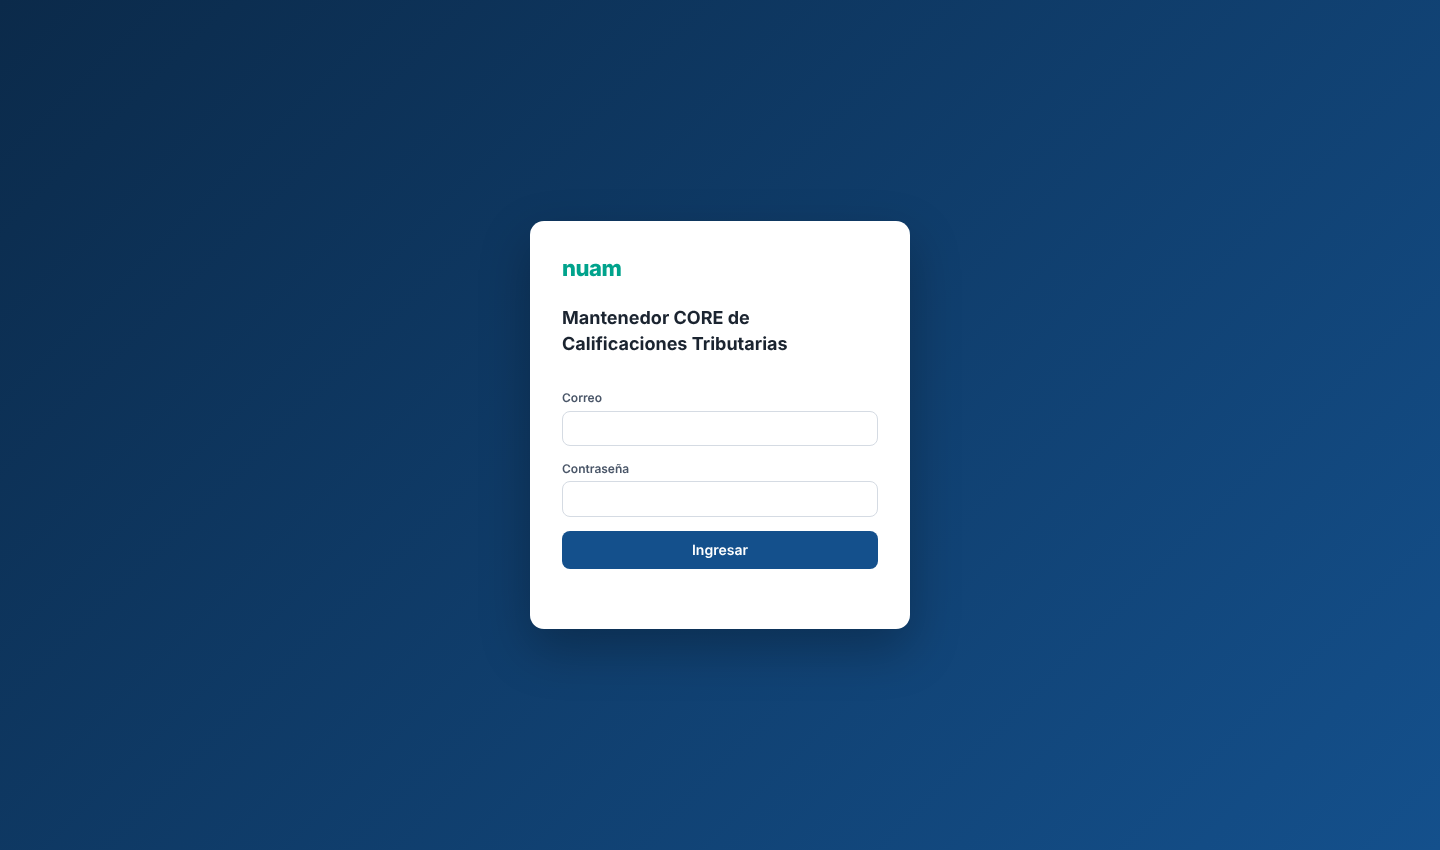 nuam
Mantenedor CORE de
Calificaciones Tributarias
Correo
Contraseña
Ingresar